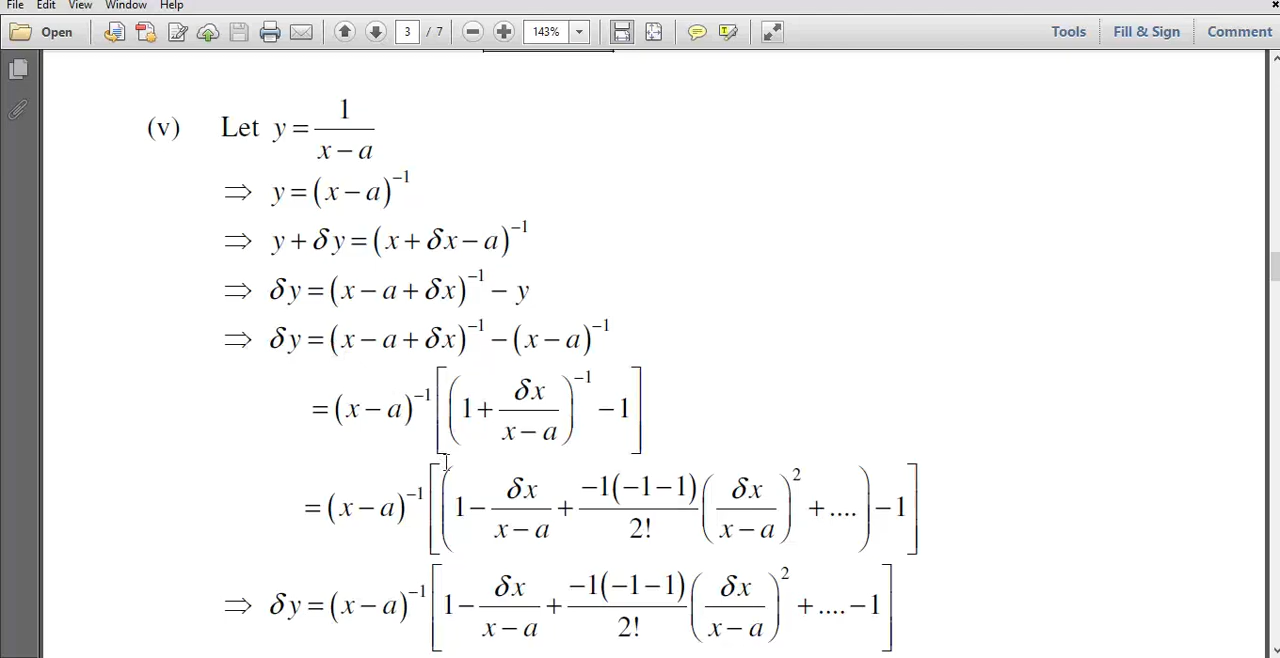 File Edit View Window Help
Open 3 / 7 143% Tools Fill & Sign Comment
(v) Let y = 1/(x − a)
⇒ y = (x − a)⁻¹
⇒ y + δy = (x + δx − a)⁻¹
⇒ δy = (x − a + δx)⁻¹ − y
⇒ δy = (x − a + δx)⁻¹ − (x − a)⁻¹
= (x − a)⁻¹ [(1 + δx/(x − a))⁻¹ − 1]
= (x − a)⁻¹ [(1 − δx/(x − a) + −1(−1−1)/2! (δx/(x − a))² + ....) − 1]
⇒ δy = (x − a)⁻¹ [1 − δx/(x − a) + −1(−1−1)/2! (δx/(x − a))² + .... − 1]